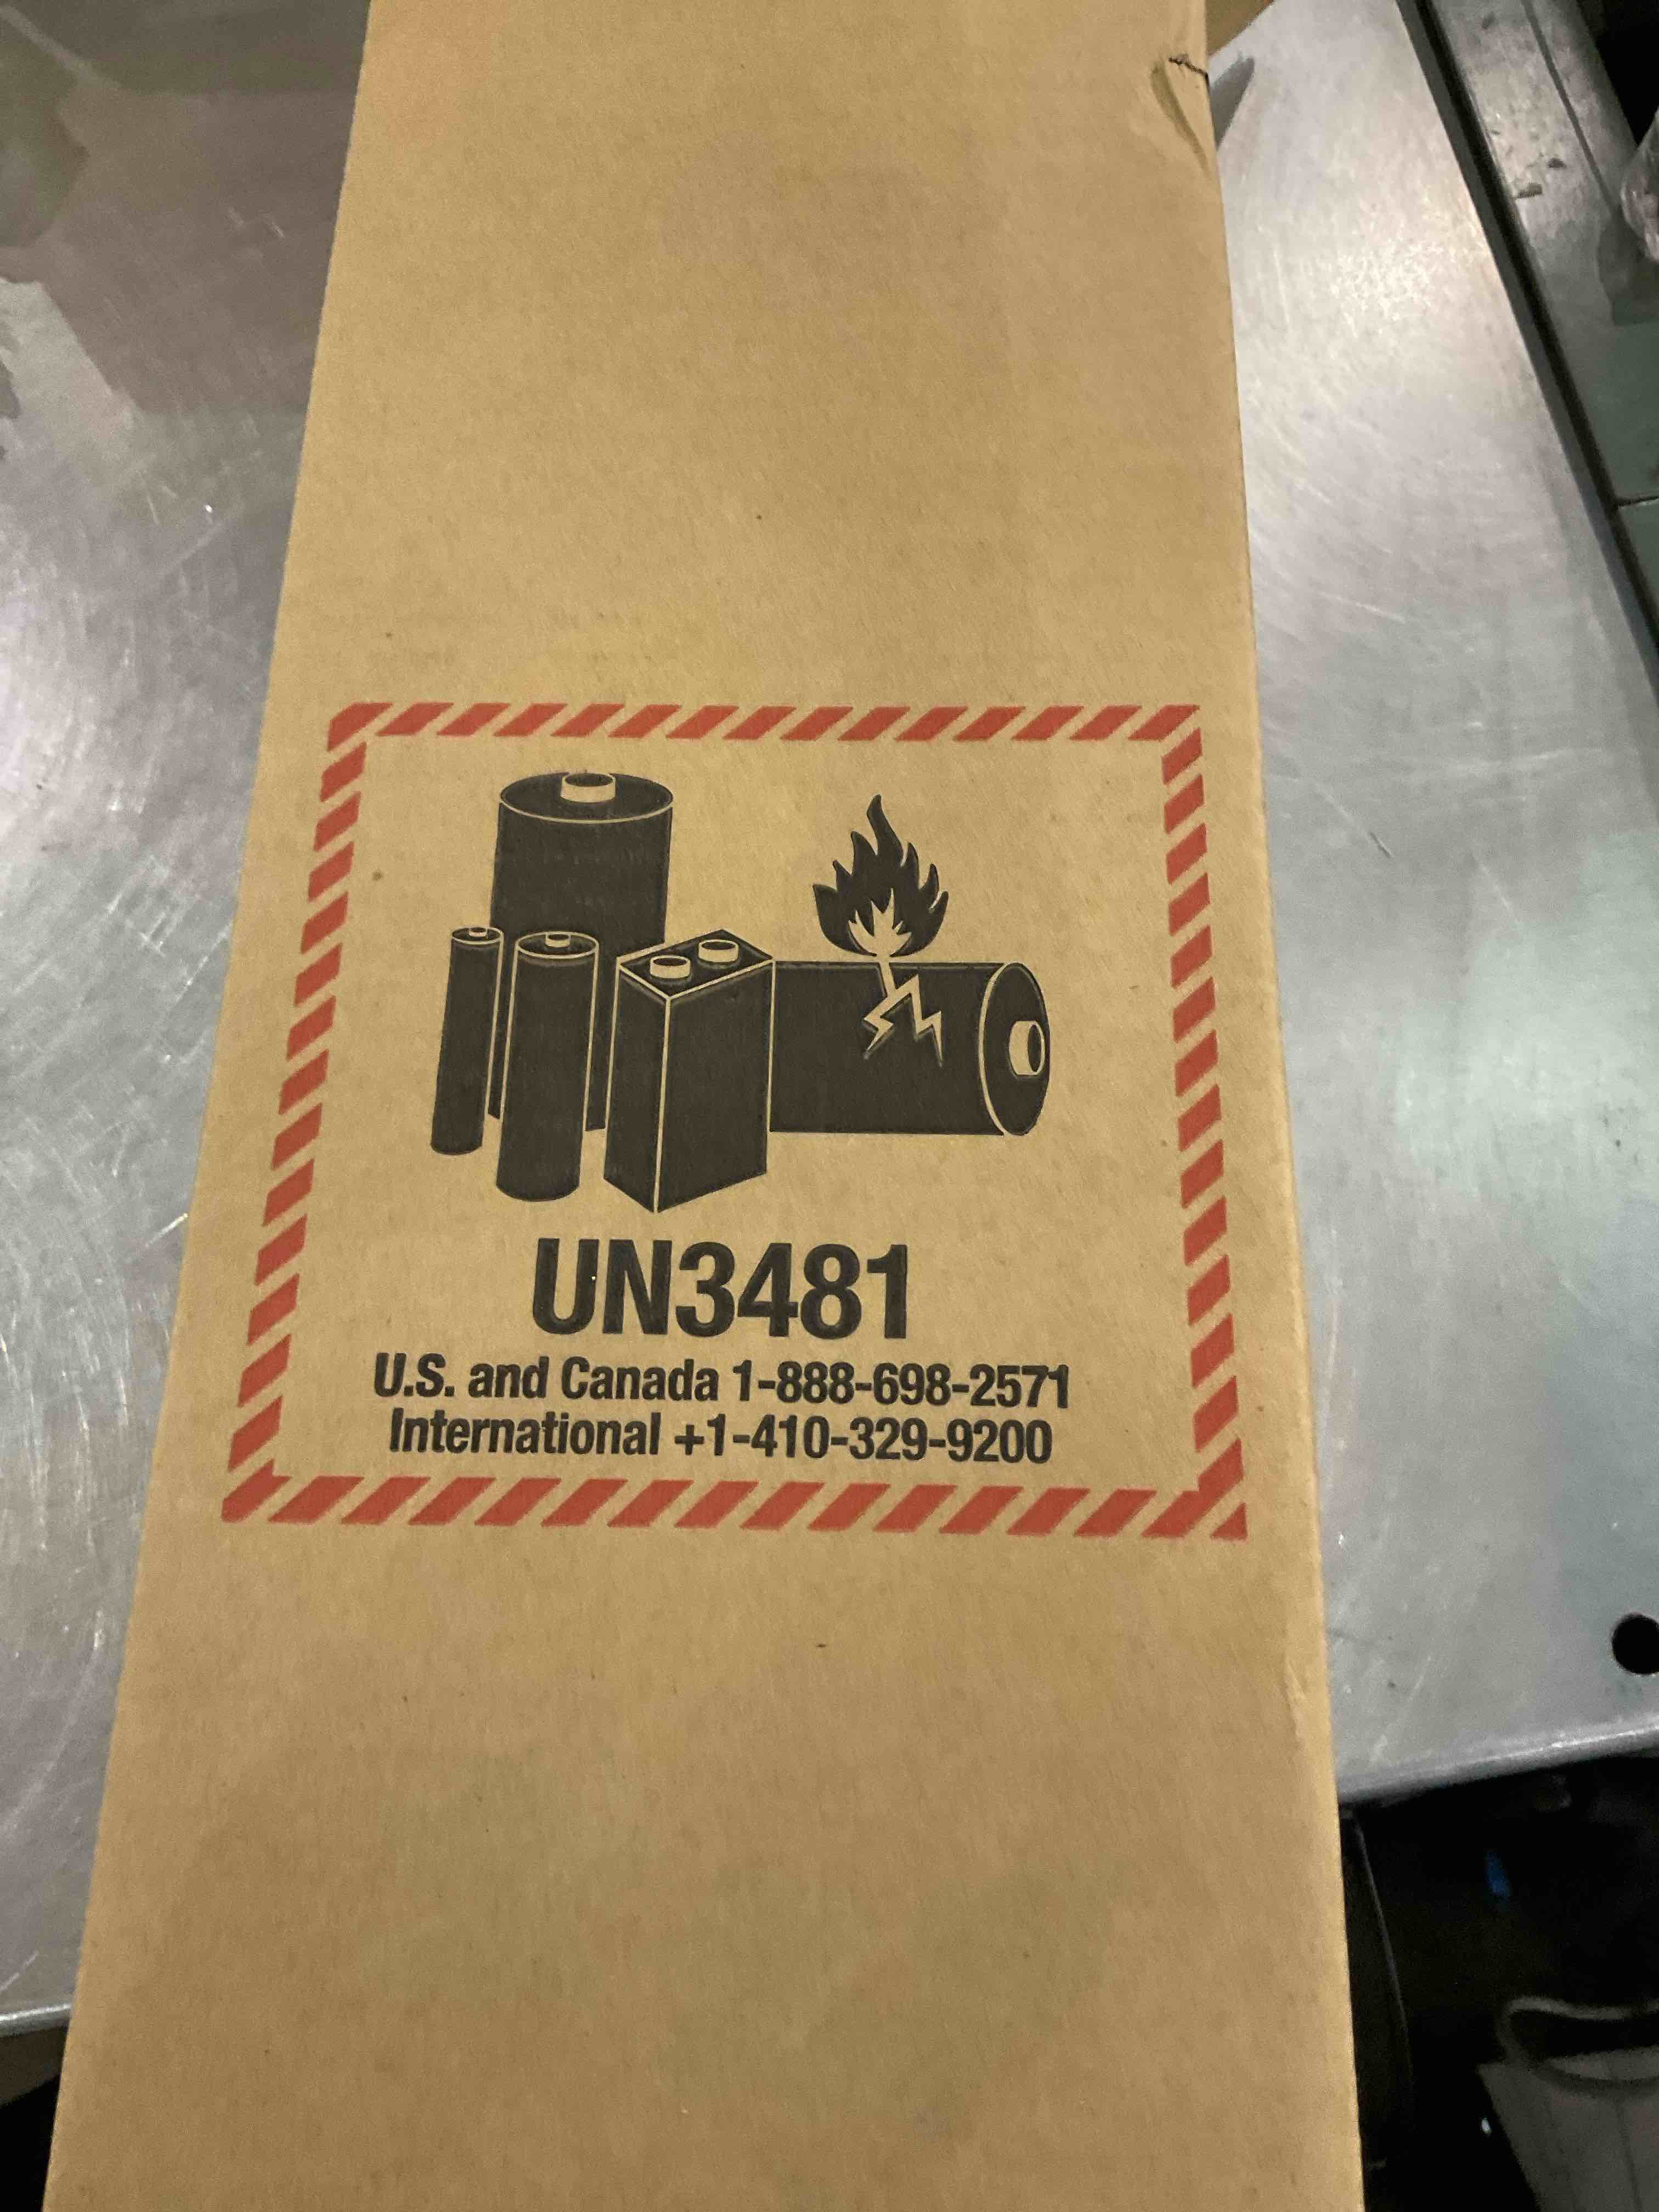 UN3481
U.S. and Canada 1-888-698-2571
International +1-410-329-9200